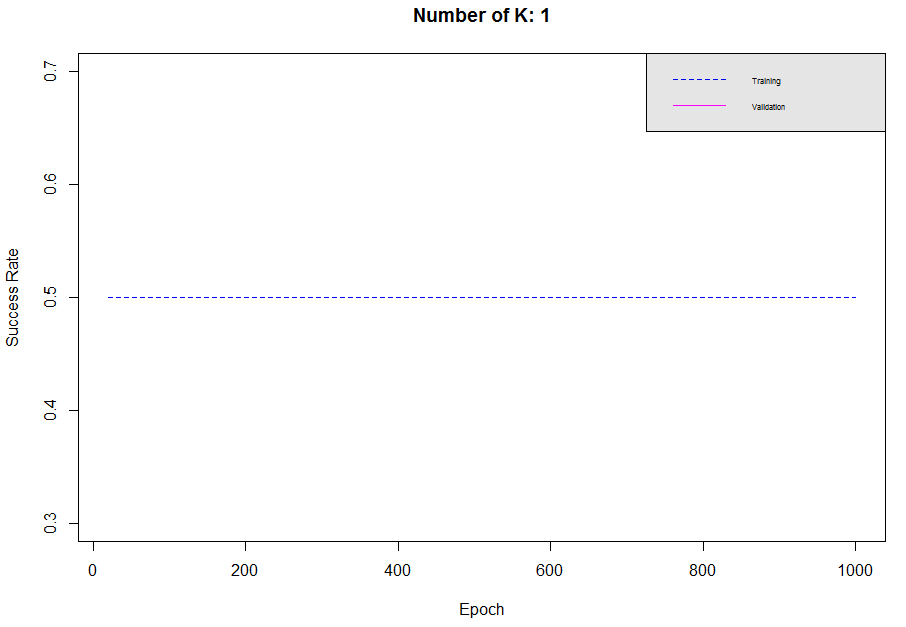 Number of K: 1
Training
Validation
0.7
0.6
0.5
0.4
0.3
Success Rate
0 200 400 600 800 1000
Epoch